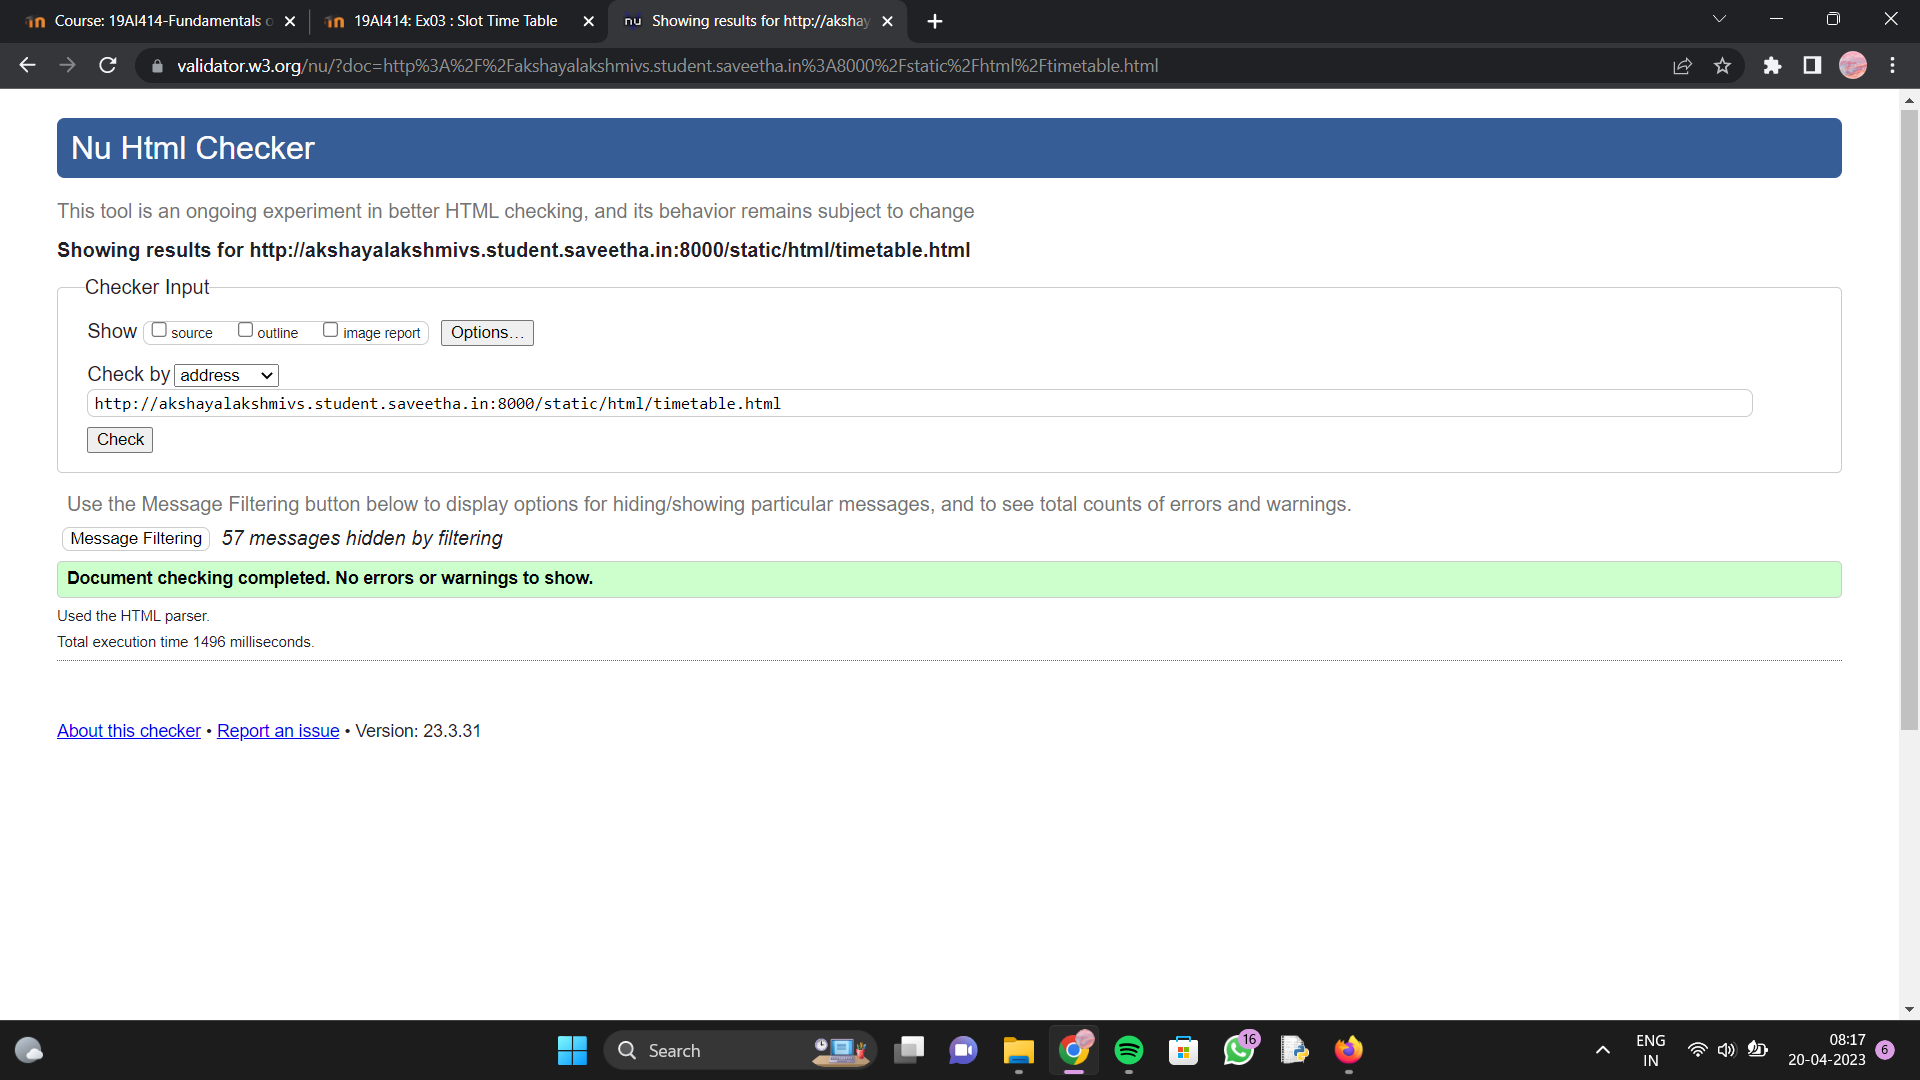 Course: 19AI414-Fundamentals o
19AI414: Ex03 : Slot Time Table
nu
Showing results for http://akshay
validator.w3.org/nu/?doc=http%3A%2F%2Fakshayalakshmivs.student.saveetha.in%3A8000%2Fstatic%2Fhtml%2Ftimetable.html
Nu Html Checker
This tool is an ongoing experiment in better HTML checking, and its behavior remains subject to change
Showing results for http://akshayalakshmivs.student.saveetha.in:8000/static/html/timetable.html
Checker Input
Show source outline image report Options...
Check by address
http://akshayalakshmivs.student.saveetha.in:8000/static/html/timetable.html
Check
Use the Message Filtering button below to display options for hiding/showing particular messages, and to see total counts of errors and warnings.
Message Filtering 57 messages hidden by filtering
Document checking completed. No errors or warnings to show.
Used the HTML parser.
Total execution time 1496 milliseconds.
About this checker • Report an issue • Version: 23.3.31
Search
16
ENG
IN
08:17
20-04-2023
6